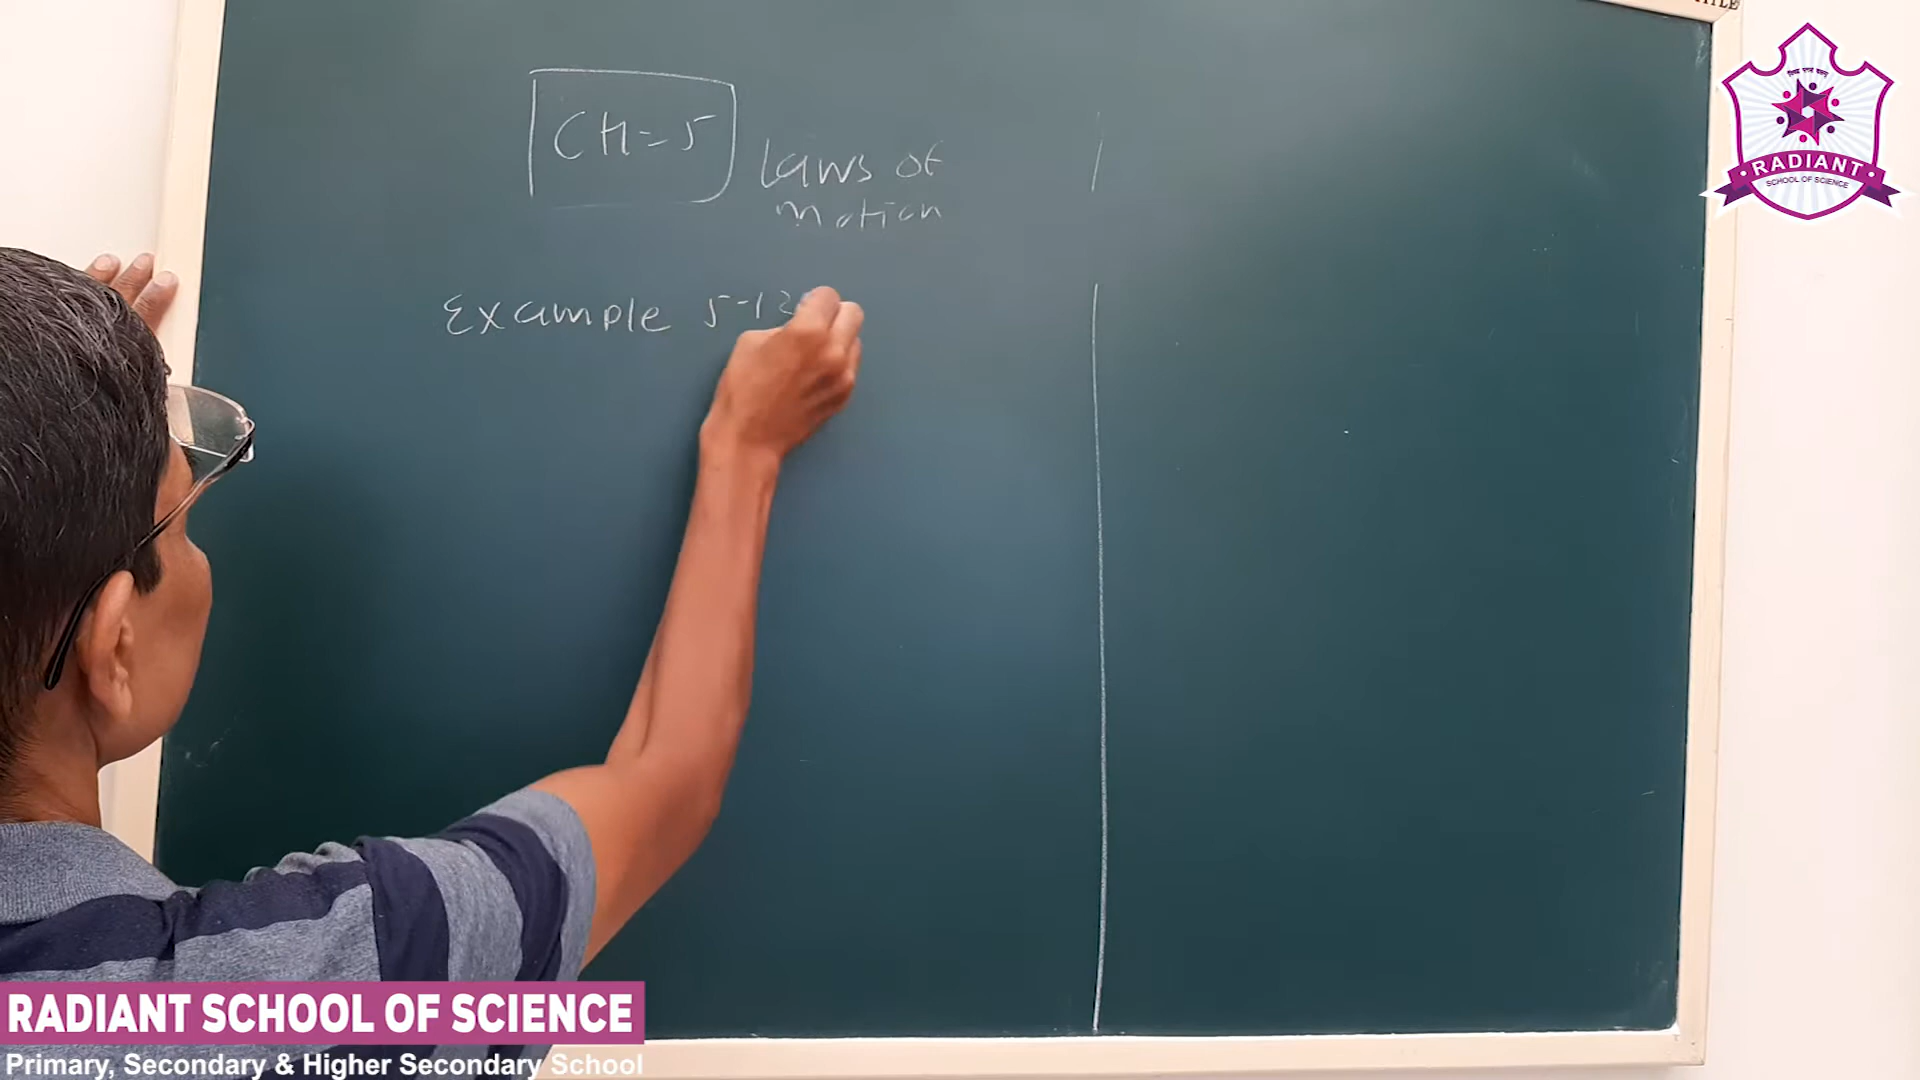 CH=5
Laws of
motion
Example 5-12
RADIANT
SCHOOL OF SCIENCE
RADIANT SCHOOL OF SCIENCE
Primary, Secondary & Higher Secondary School